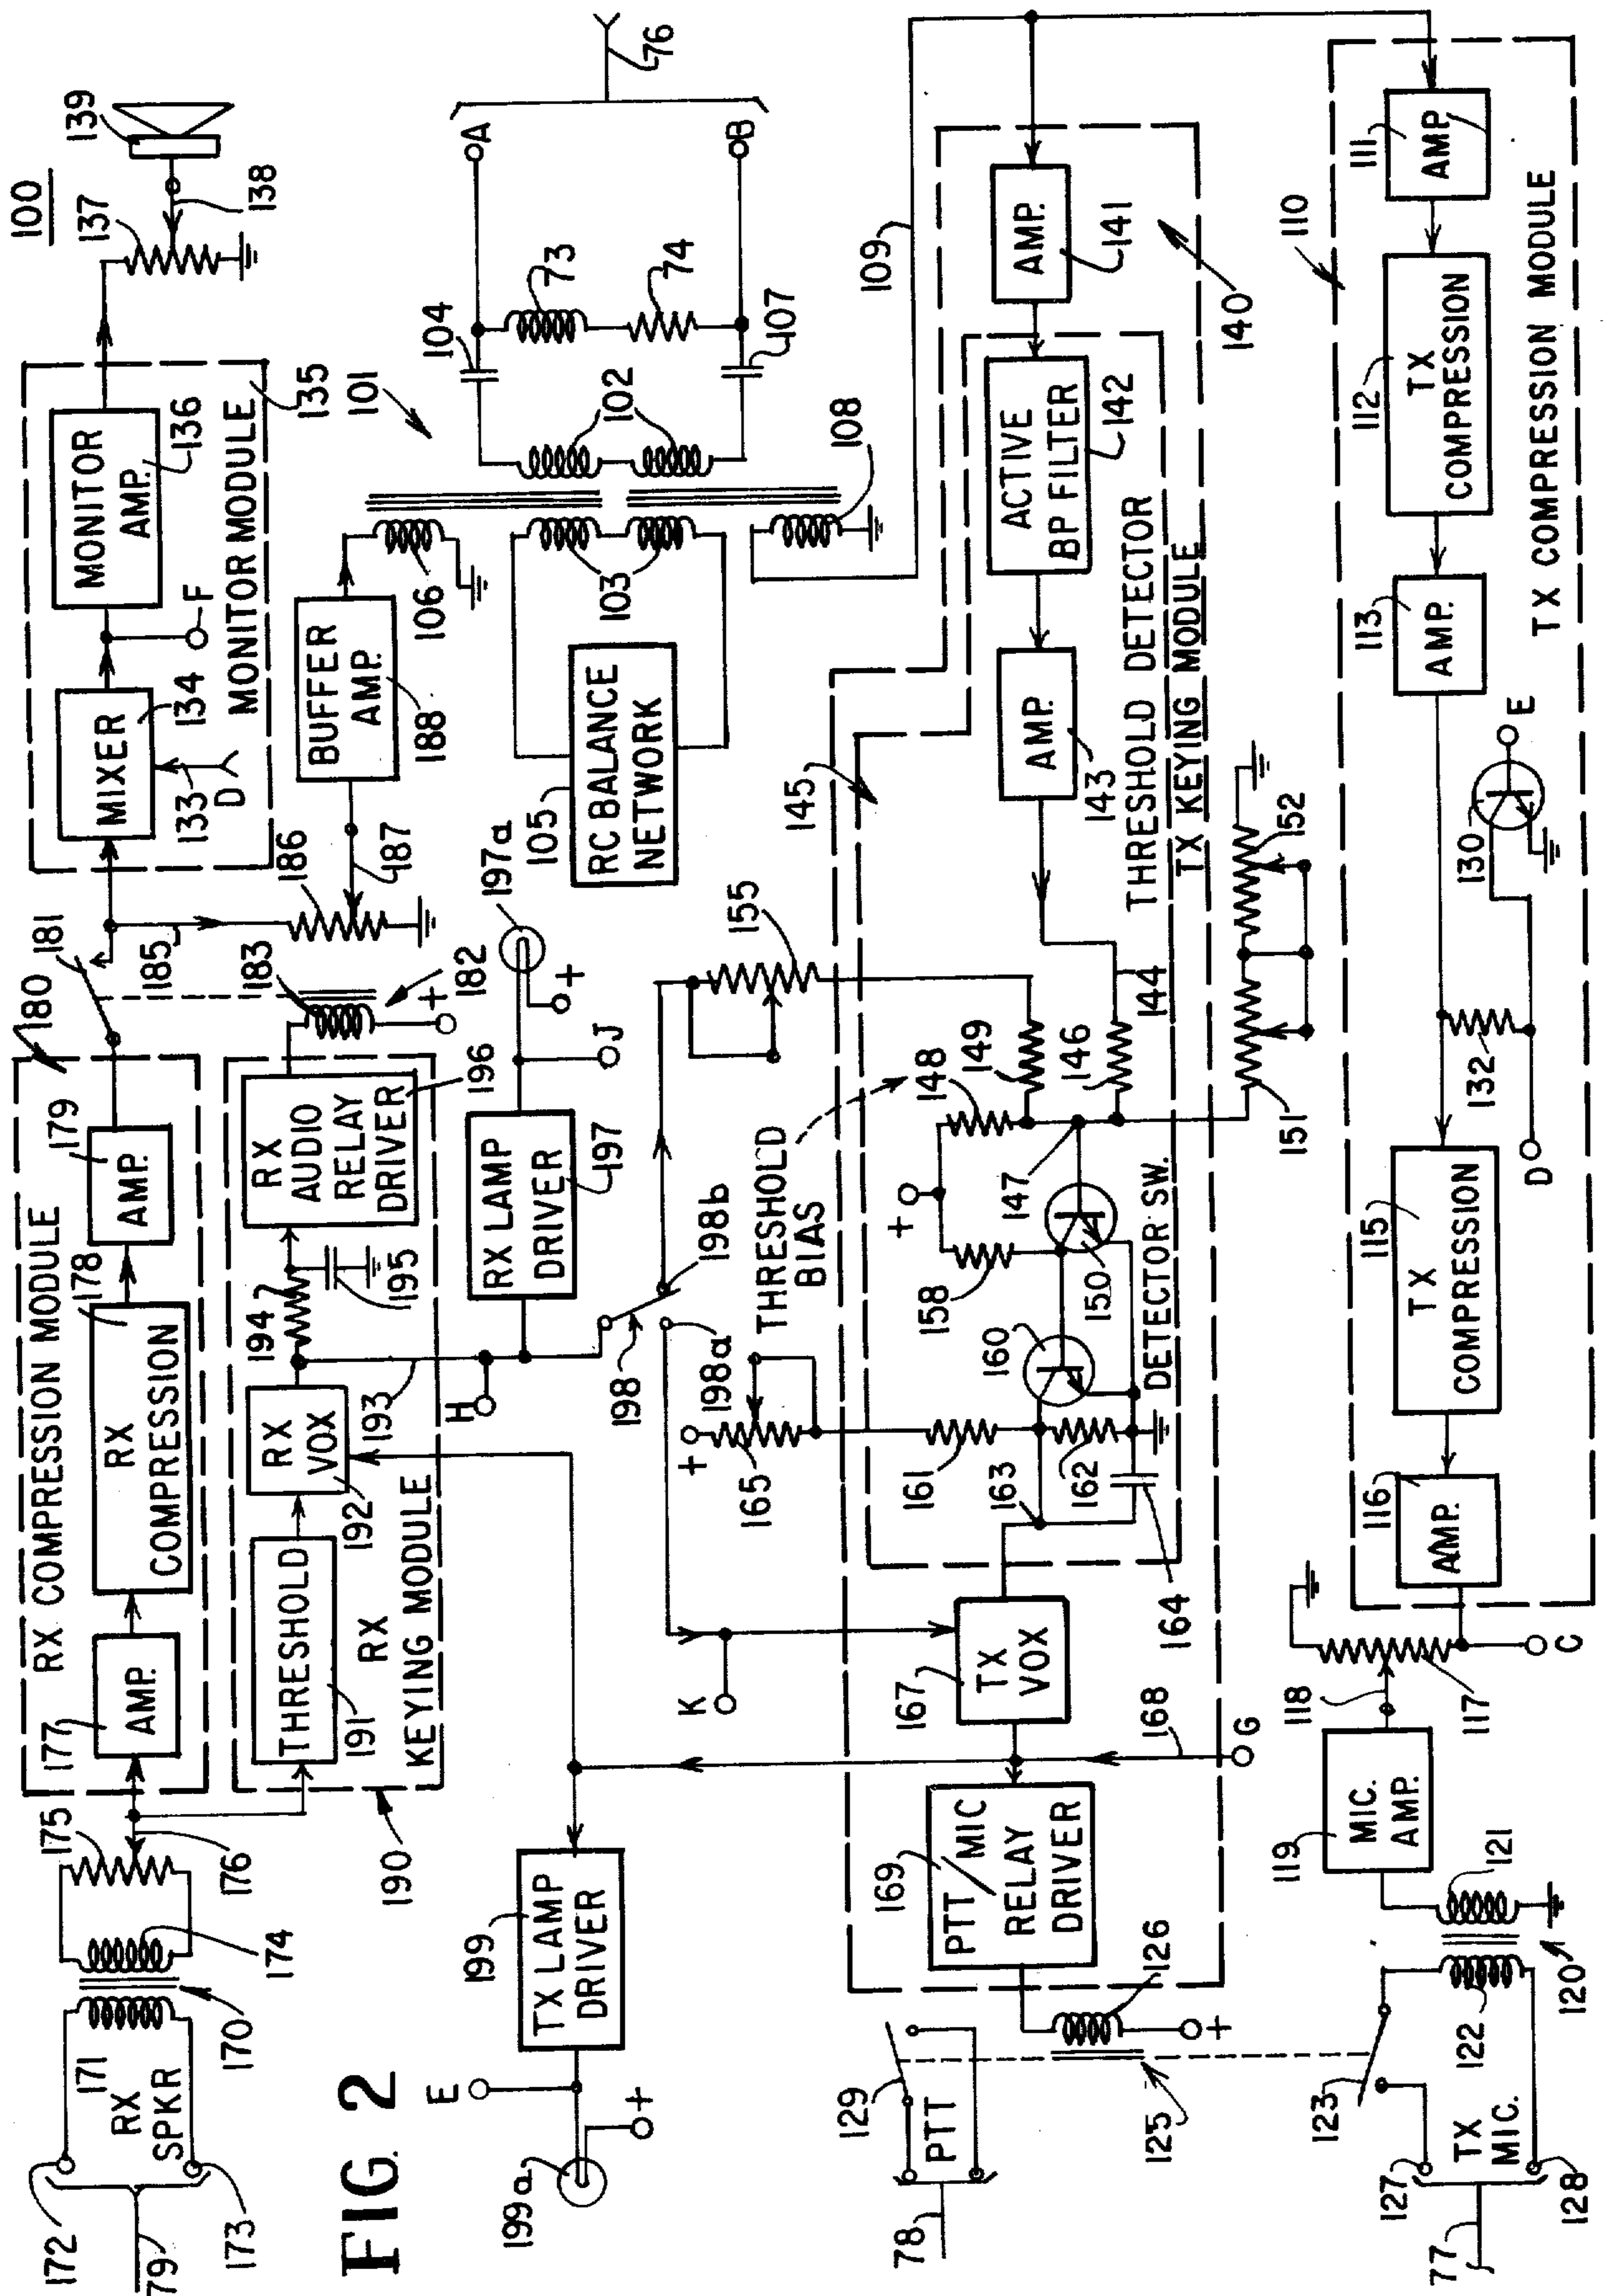 100
RX COMPRESSION MODULE
180
181
172
79
173
171
RX
SPKR
170
174
175
176
177
AMP.
RX
COMPRESSION
178
AMP.
179
190
THRESHOLD
191
RX
KEYING MODULE
RX
VOX
192
193
194
195
RX
AUDIO
RELAY
DRIVER
196
183
182
+
185
186
187
MIXER
134
133
D
F
MONITOR
AMP.
136
MONITOR MODULE
135
137
138
139
BUFFER
AMP.
188
106
101
102
103
104
107
108
RC BALANCE
NETWORK
105
73
74
A
B
76
109
FIG. 2
E
199a
+
TX LAMP
DRIVER
199
H
RX LAMP
DRIVER
197
197a
+
J
198
198a
198b
K
+
165
THRESHOLD
BIAS
155
145
78
PTT
129
125
126
+
PTT/MIC
RELAY
DRIVER
169
168
G
TX
VOX
167
164
163
161
162
160
158
+
150
147
148
149
146
144
DETECTOR SW.
AMP.
143
ACTIVE
BP FILTER
142
AMP.
141
140
THRESHOLD DETECTOR
TX KEYING MODULE
151
152
77
127
128
TX
MIC.
123
122
120
121
MIC.
AMP.
119
118
117
C
AMP.
116
TX
COMPRESSION
115
D
132
130
E
AMP.
113
TX
COMPRESSION
112
AMP.
111
110
TX COMPRESSION MODULE